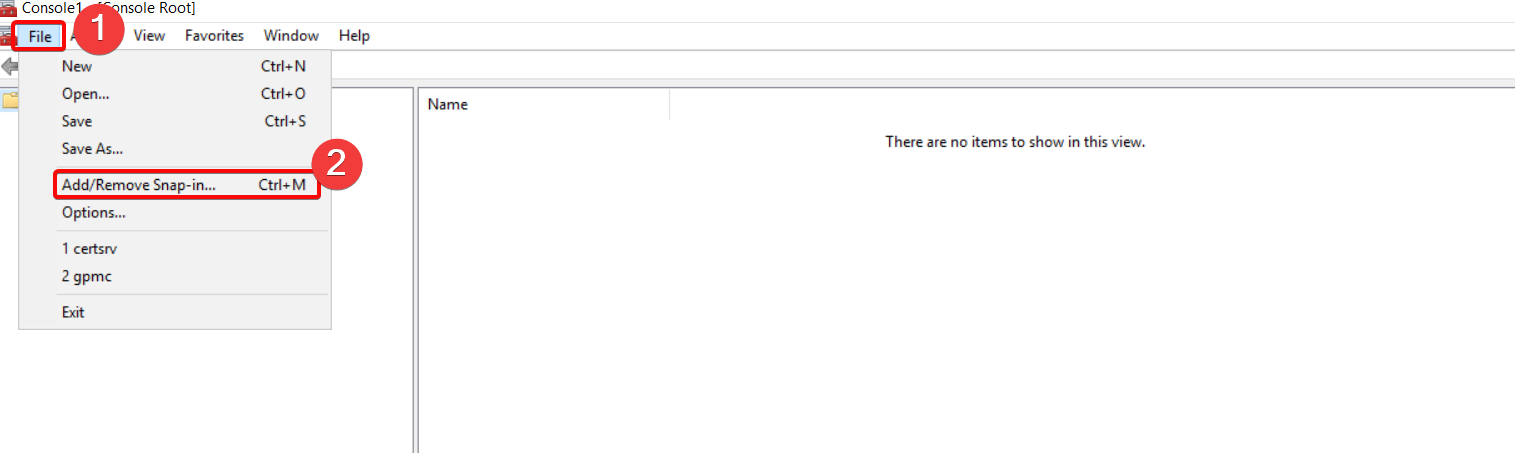 Console1 - [Console Root]
1
File View Favorites Window Help
New Ctrl+N
Open... Ctrl+O
Save Ctrl+S
Save As...
2
Add/Remove Snap-in... Ctrl+M
Options...
1 certsrv
2 gpmc
Exit
Name
There are no items to show in this view.